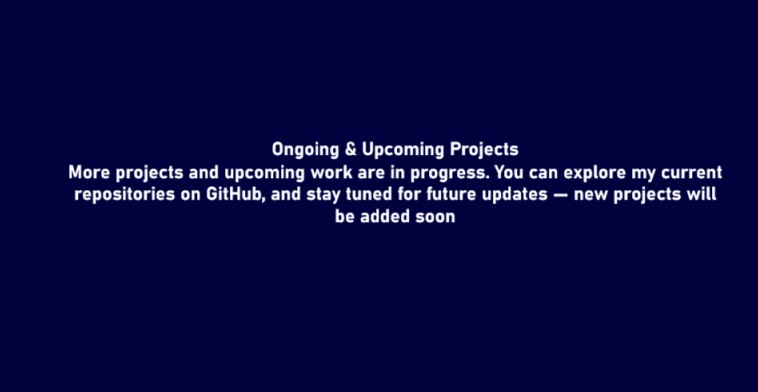 Ongoing & Upcoming Projects
More projects and upcoming work are in progress. You can explore my current
repositories on GitHub, and stay tuned for future updates — new projects will
be added soon